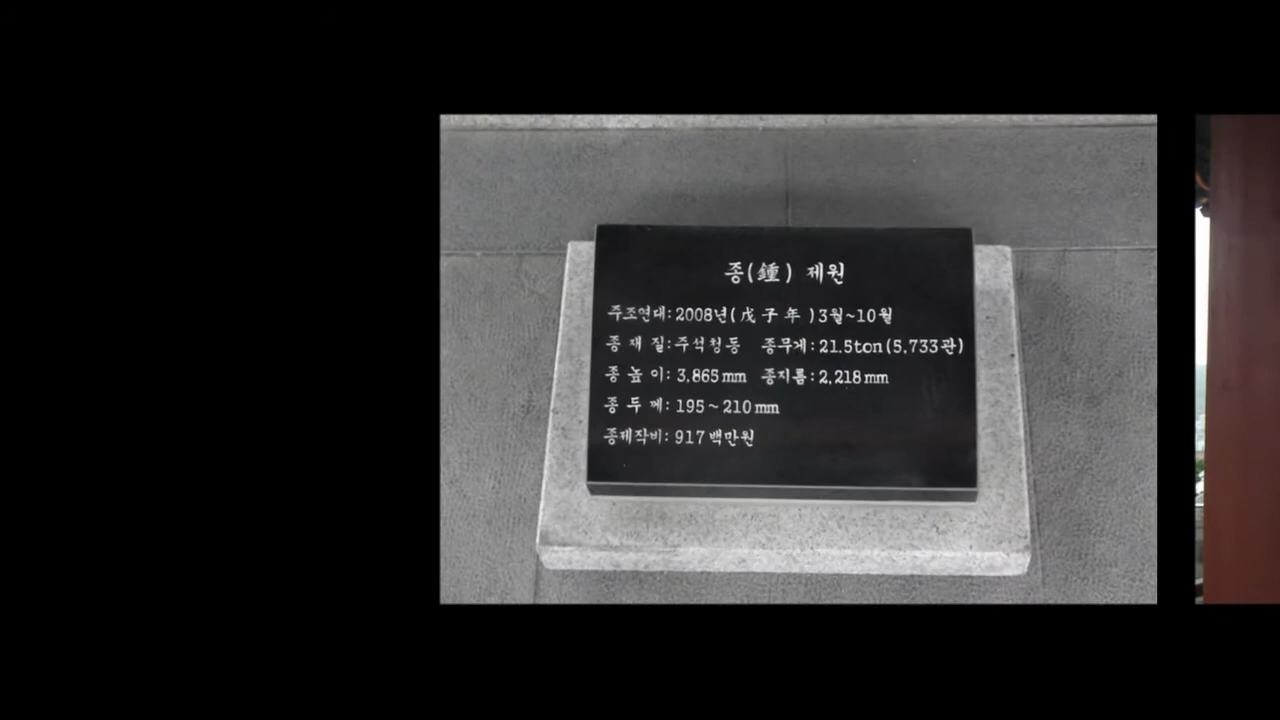 종(鍾) 제원
주조연대: 2008년(戊子年)3월~10월
종 재 질: 주석청동 종무게: 21.5ton(5,733관)
종 높 이: 3,865mm 종지름: 2,218mm
종 두 께: 195~210mm
종제작비: 917백만원